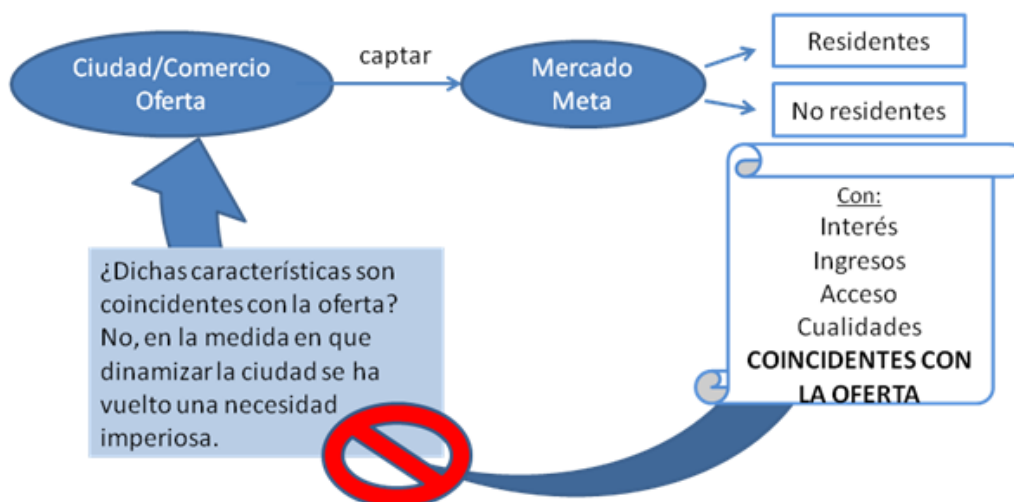 Ciudad/Comercio
Oferta
captar
Mercado
Meta
Residentes
No residentes
Con:
Interés
Ingresos
Acceso
Cualidades
COINCIDENTES CON
LA OFERTA
¿Dichas características son
coincidentes con la oferta?
No, en la medida en que
dinamizar la ciudad se ha
vuelto una necesidad
imperiosa.